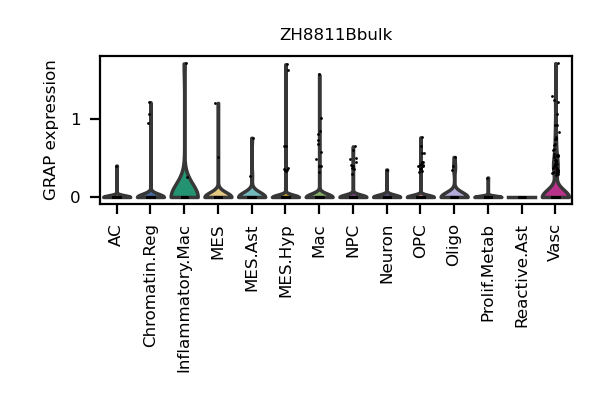 ZH8811Bbulk
GRAP expression
1
0
AC
Chromatin.Reg
Inflammatory.Mac
MES
MES.Ast
MES.Hyp
Mac
NPC
Neuron
OPC
Oligo
Prolif.Metab
Reactive.Ast
Vasc